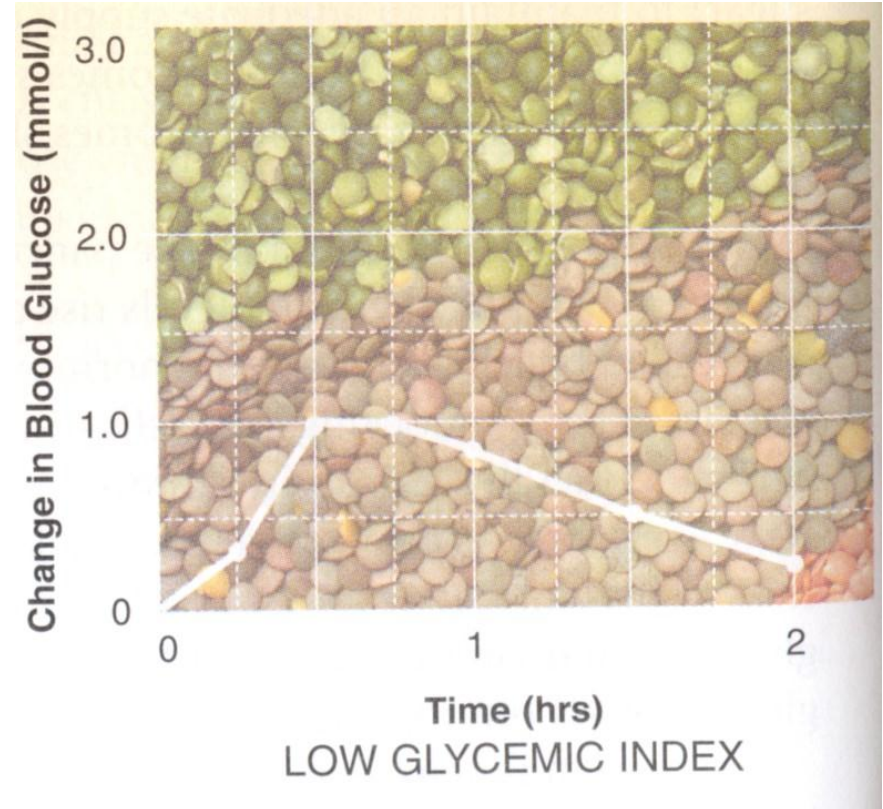 Change in Blood Glucose (mmol/l)
3.0
2.0
1.0
0
0 1 2
Time (hrs)
LOW GLYCEMIC INDEX